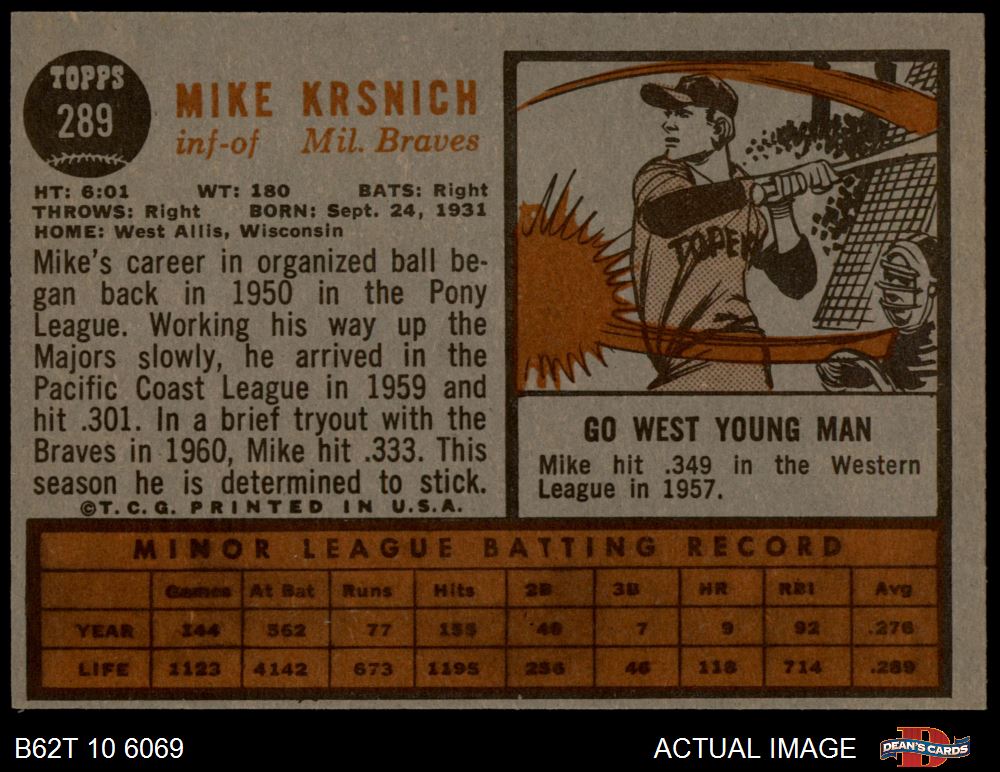 TOPPS
289
MIKE KRSNICH
inf-of Mil. Braves
HT: 6:01 WT: 180 BATS: Right
THROWS: Right BORN: Sept. 24, 1931
HOME: West Allis, Wisconsin
Mike's career in organized ball be-
gan back in 1950 in the Pony
League. Working his way up the
Majors slowly, he arrived in the
Pacific Coast League in 1959 and
hit .301. In a brief tryout with the
Braves in 1960, Mike hit .333. This
season he is determined to stick.
©T.C.G. PRINTED IN U.S.A.
TOPEK
GO WEST YOUNG MAN
Mike hit .349 in the Western
League in 1957.
MINOR LEAGUE BATTING RECORD
Games At Bat Runs Hits 2B 3B HR RBI Avg
YEAR 144 562 77 155 40 7 9 92 .276
LIFE 1123 4142 673 1195 236 46 118 714 .289
B62T 10 6069
ACTUAL IMAGE
D
DEAN'S CARDS